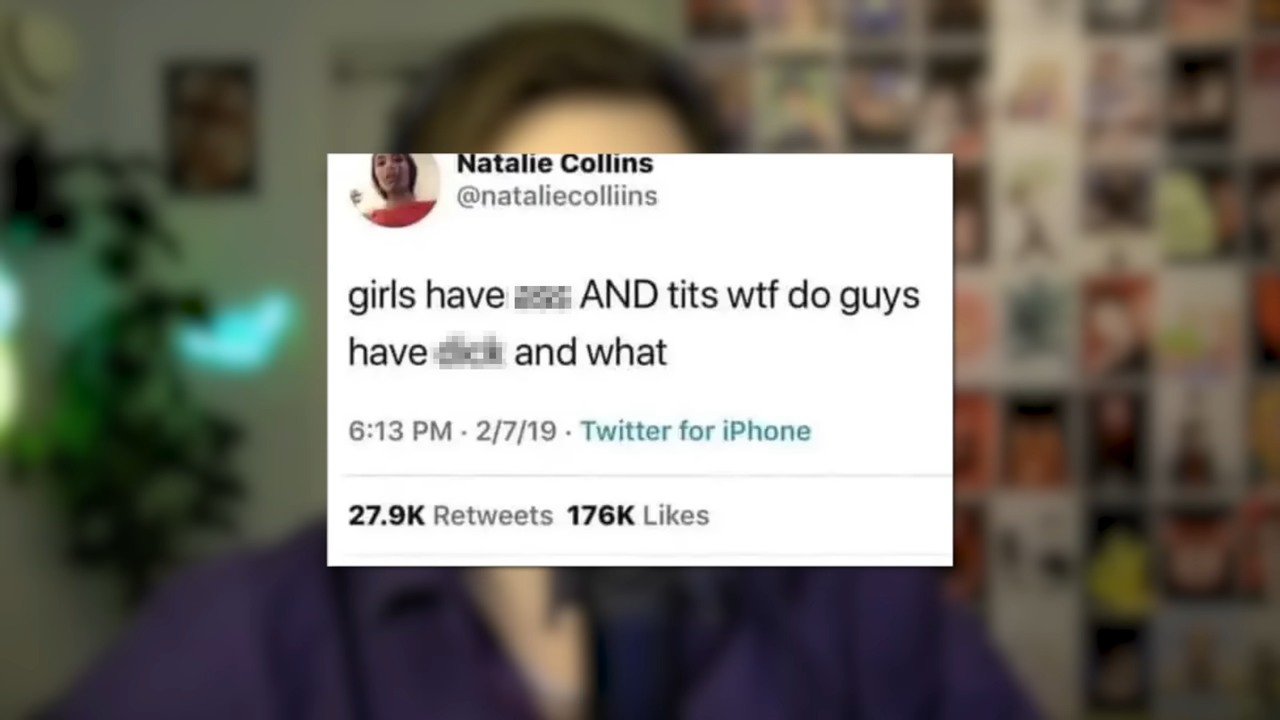 Natalie Collins
@nataliecolliins
girls have AND tits wtf do guys
have and what
6:13 PM · 2/7/19 · Twitter for iPhone
27.9K Retweets 176K Likes